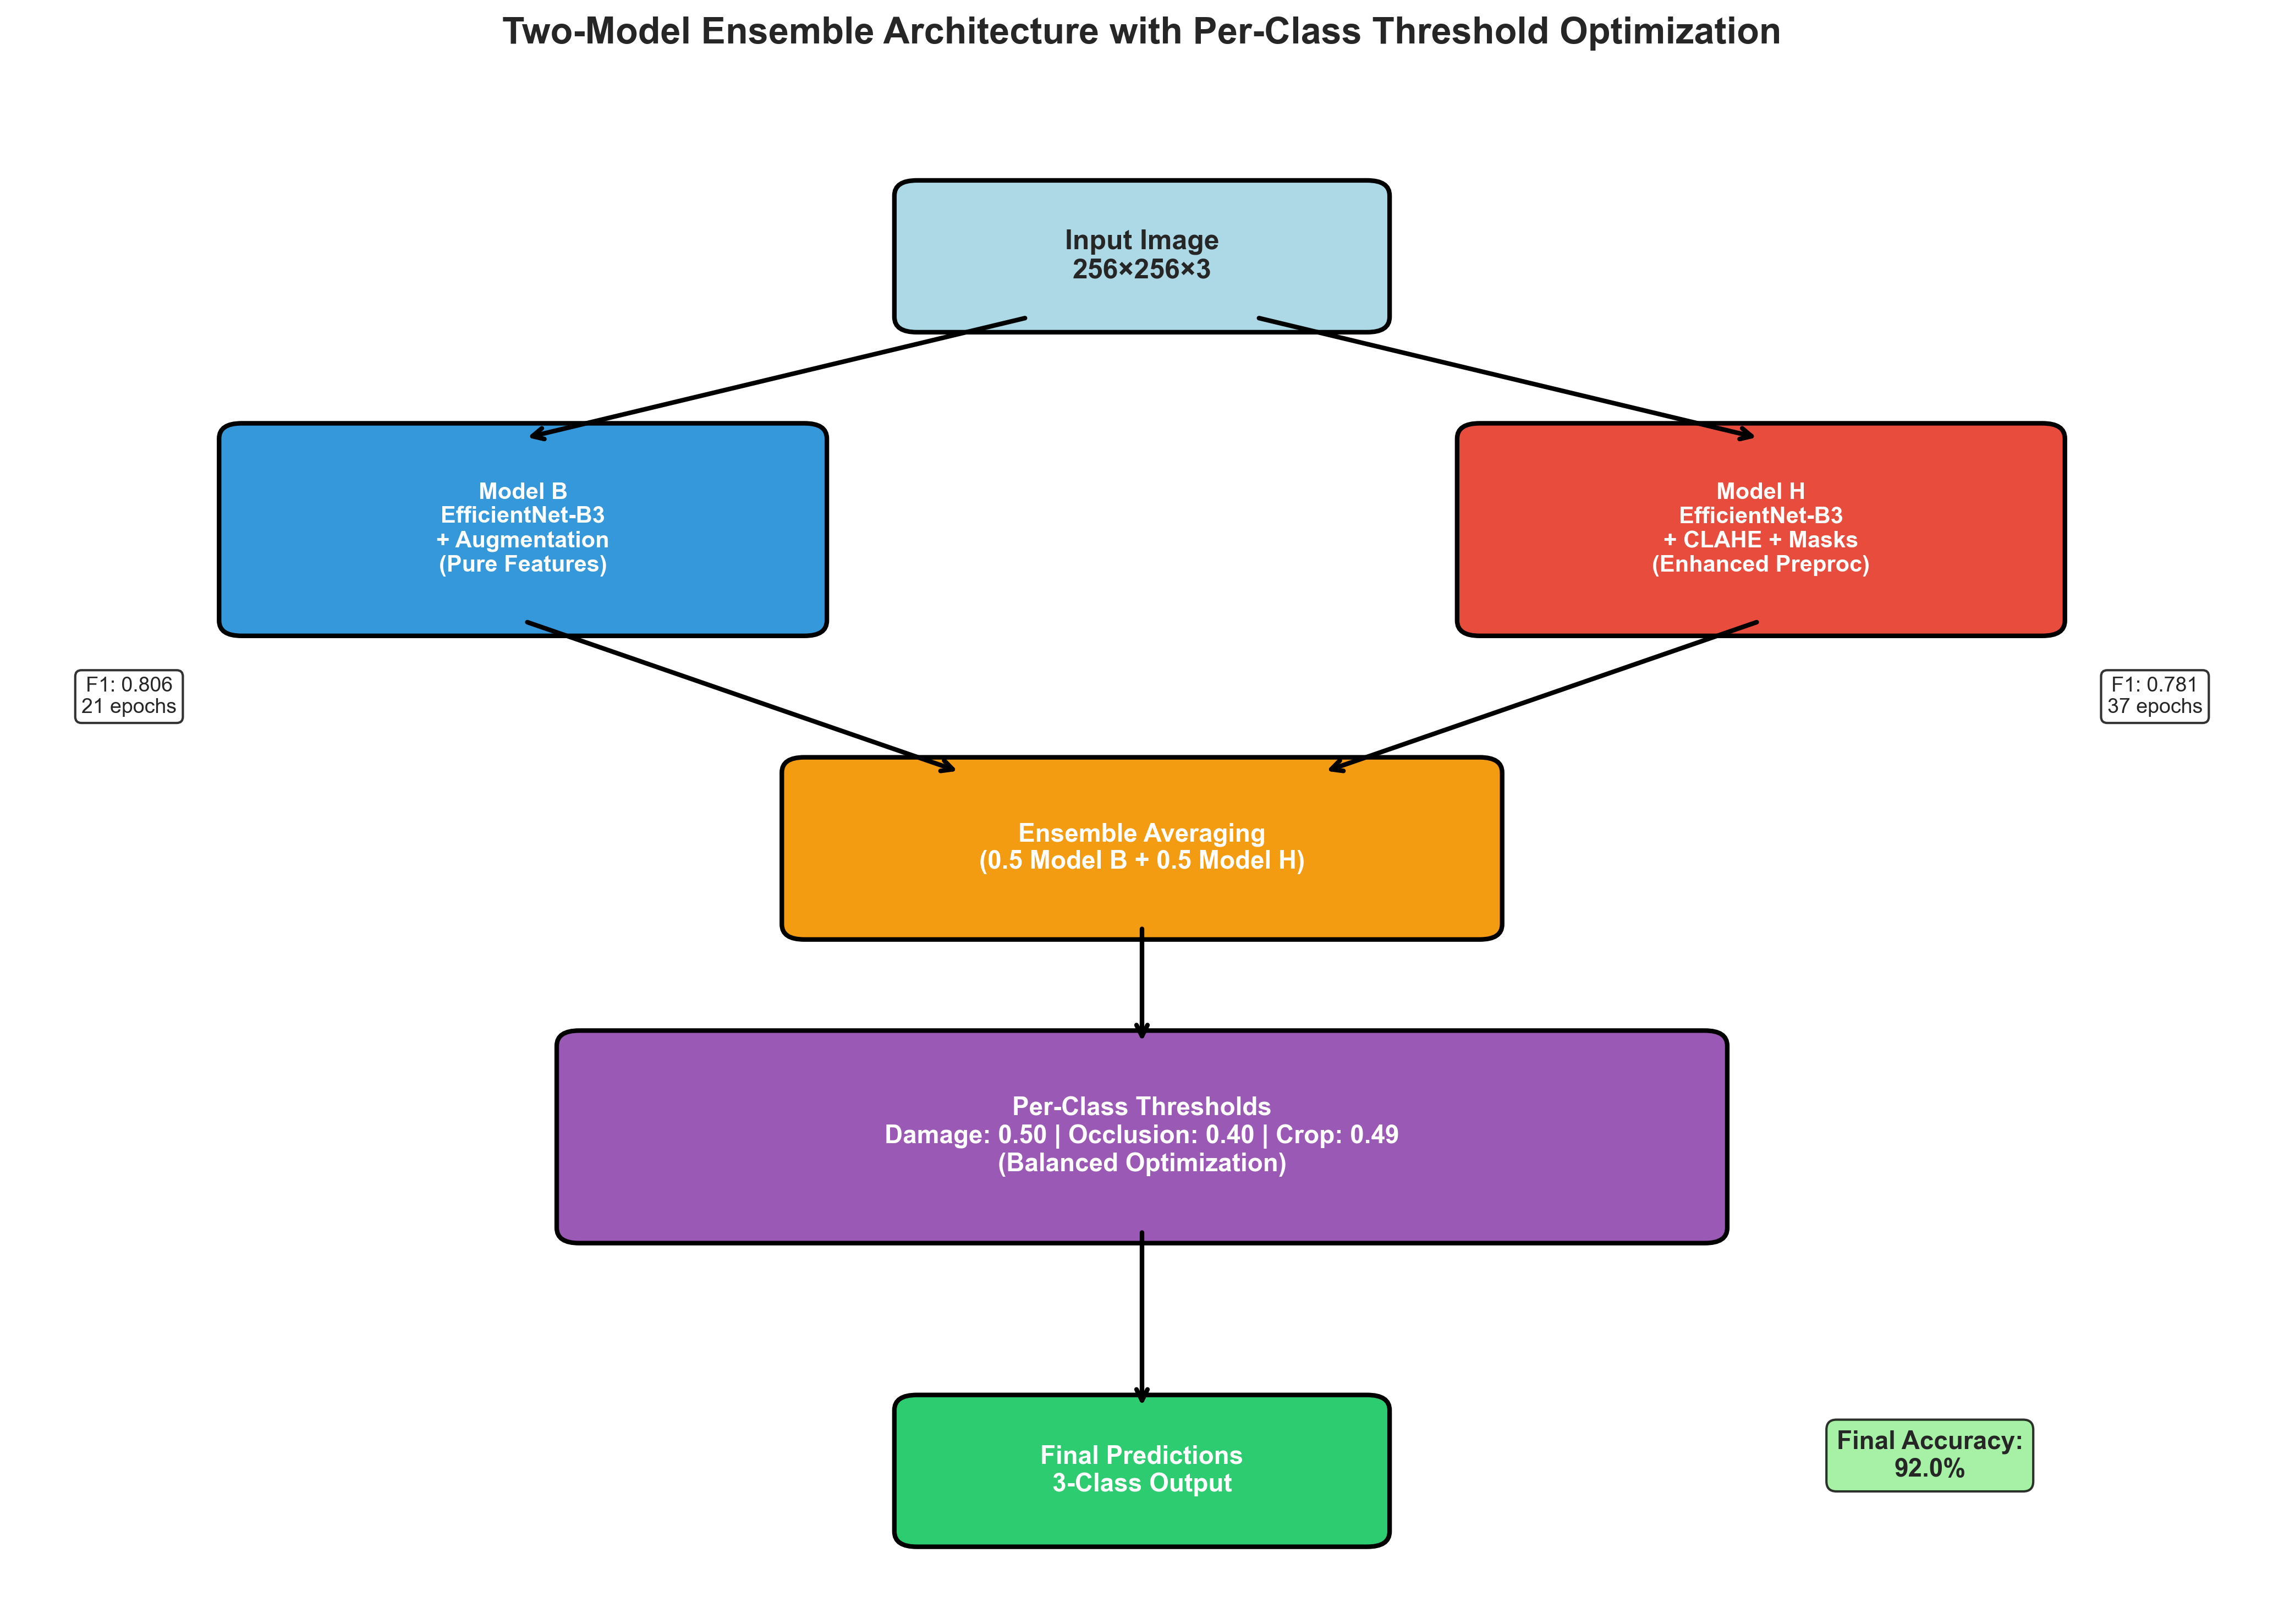 Two-Model Ensemble Architecture with Per-Class Threshold Optimization
Input Image
256×256×3
Model B
EfficientNet-B3
+ Augmentation
(Pure Features)
Model H
EfficientNet-B3
+ CLAHE + Masks
(Enhanced Preproc)
F1: 0.806
21 epochs
F1: 0.781
37 epochs
Ensemble Averaging
(0.5 Model B + 0.5 Model H)
Per-Class Thresholds
Damage: 0.50 | Occlusion: 0.40 | Crop: 0.49
(Balanced Optimization)
Final Predictions
3-Class Output
Final Accuracy:
92.0%